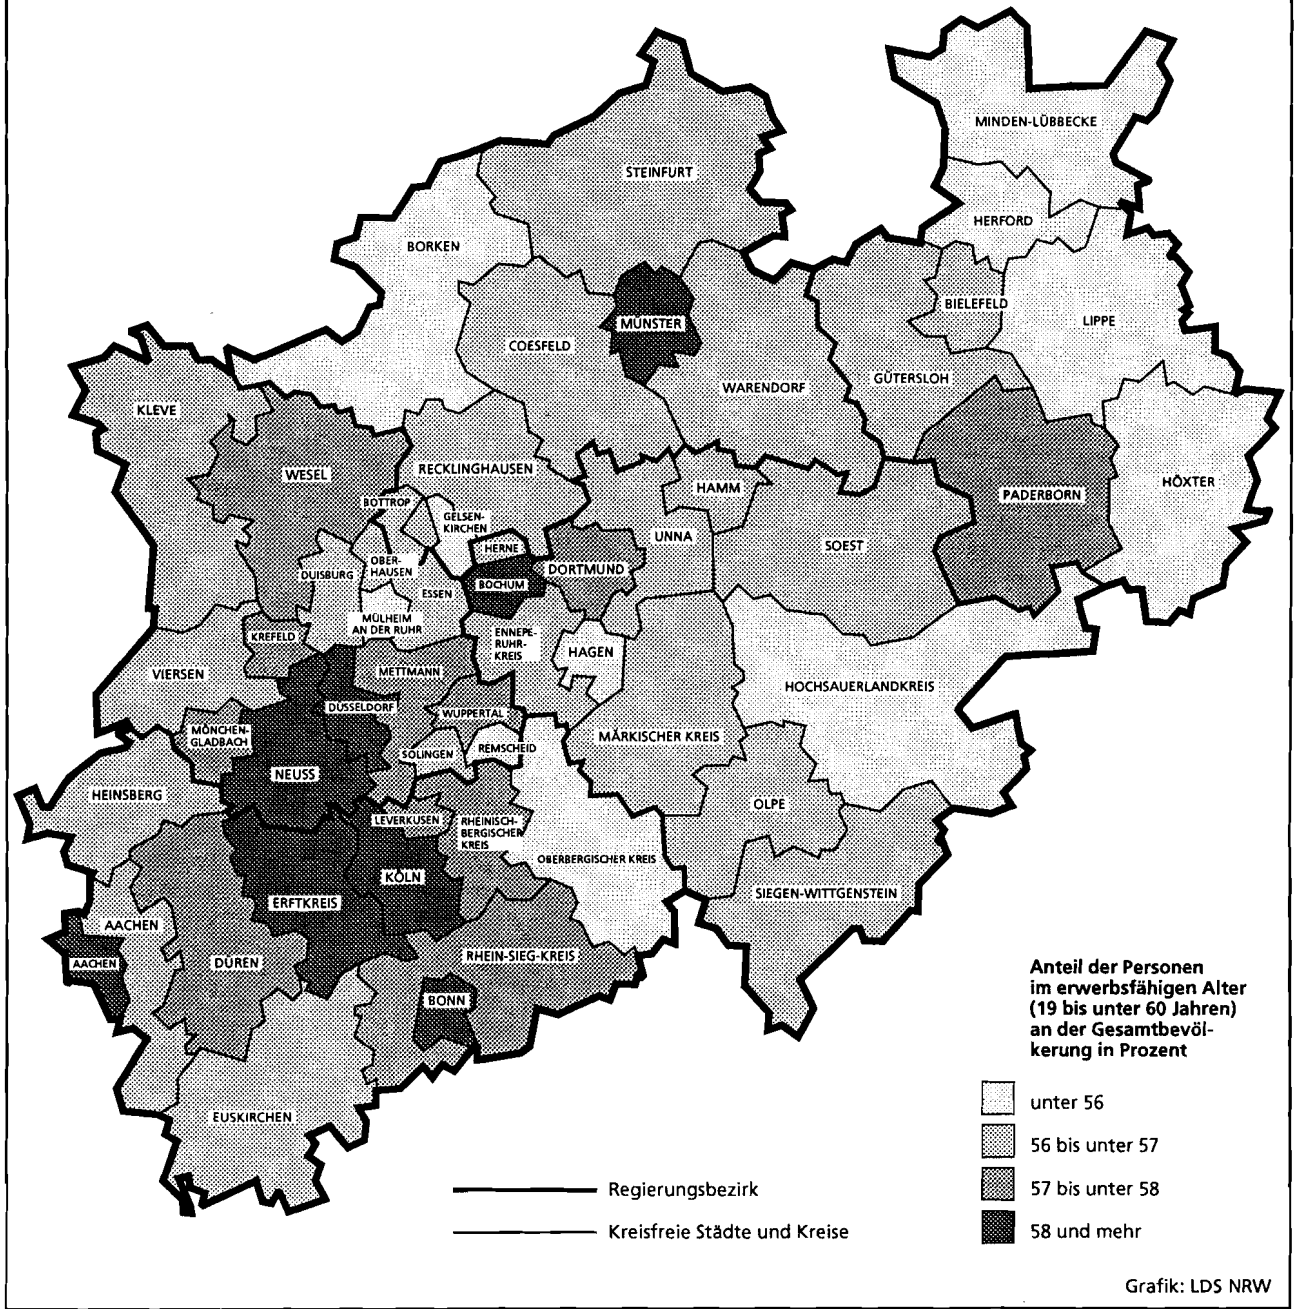 MINDEN-LÜBBECKE
STEINFURT
HERFORD
BORKEN
BIELEFELD
LIPPE
MÜNSTER
COESFELD
GÜTERSLOH
WARENDORF
KLEVE
RECKLINGHAUSEN
WESEL
HÖXTER
HAMM
PADERBORN
BOTTROP
GELSEN-
KIRCHEN
UNNA
SOEST
HERNE
OBER-
HAUSEN
DORTMUND
DUISBURG
BOCHUM
ESSEN
MÜLHEIM
AN DER RUHR
KREFELD
ENNEPE-
RUHR-
KREIS
HAGEN
VIERSEN
METTMANN
HOCHSAUERLANDKREIS
DÜSSELDORF
WUPPERTAL
MÖNCHEN-
GLADBACH
MÄRKISCHER KREIS
SOLINGEN
REMSCHEID
NEUSS
HEINSBERG
OLPE
LEVERKUSEN
RHEINISCH-
BERGISCHER
KREIS
OBERBERGISCHER KREIS
KÖLN
SIEGEN-WITTGENSTEIN
ERFTKREIS
AACHEN
RHEIN-SIEG-KREIS
AACHEN
DÜREN
BONN
EUSKIRCHEN
Anteil der Personen
im erwerbsfähigen Alter
(19 bis unter 60 Jahren)
an der Gesamtbevöl-
kerung in Prozent
unter 56
56 bis unter 57
57 bis unter 58
58 und mehr
Regierungsbezirk
Kreisfreie Städte und Kreise
Grafik: LDS NRW